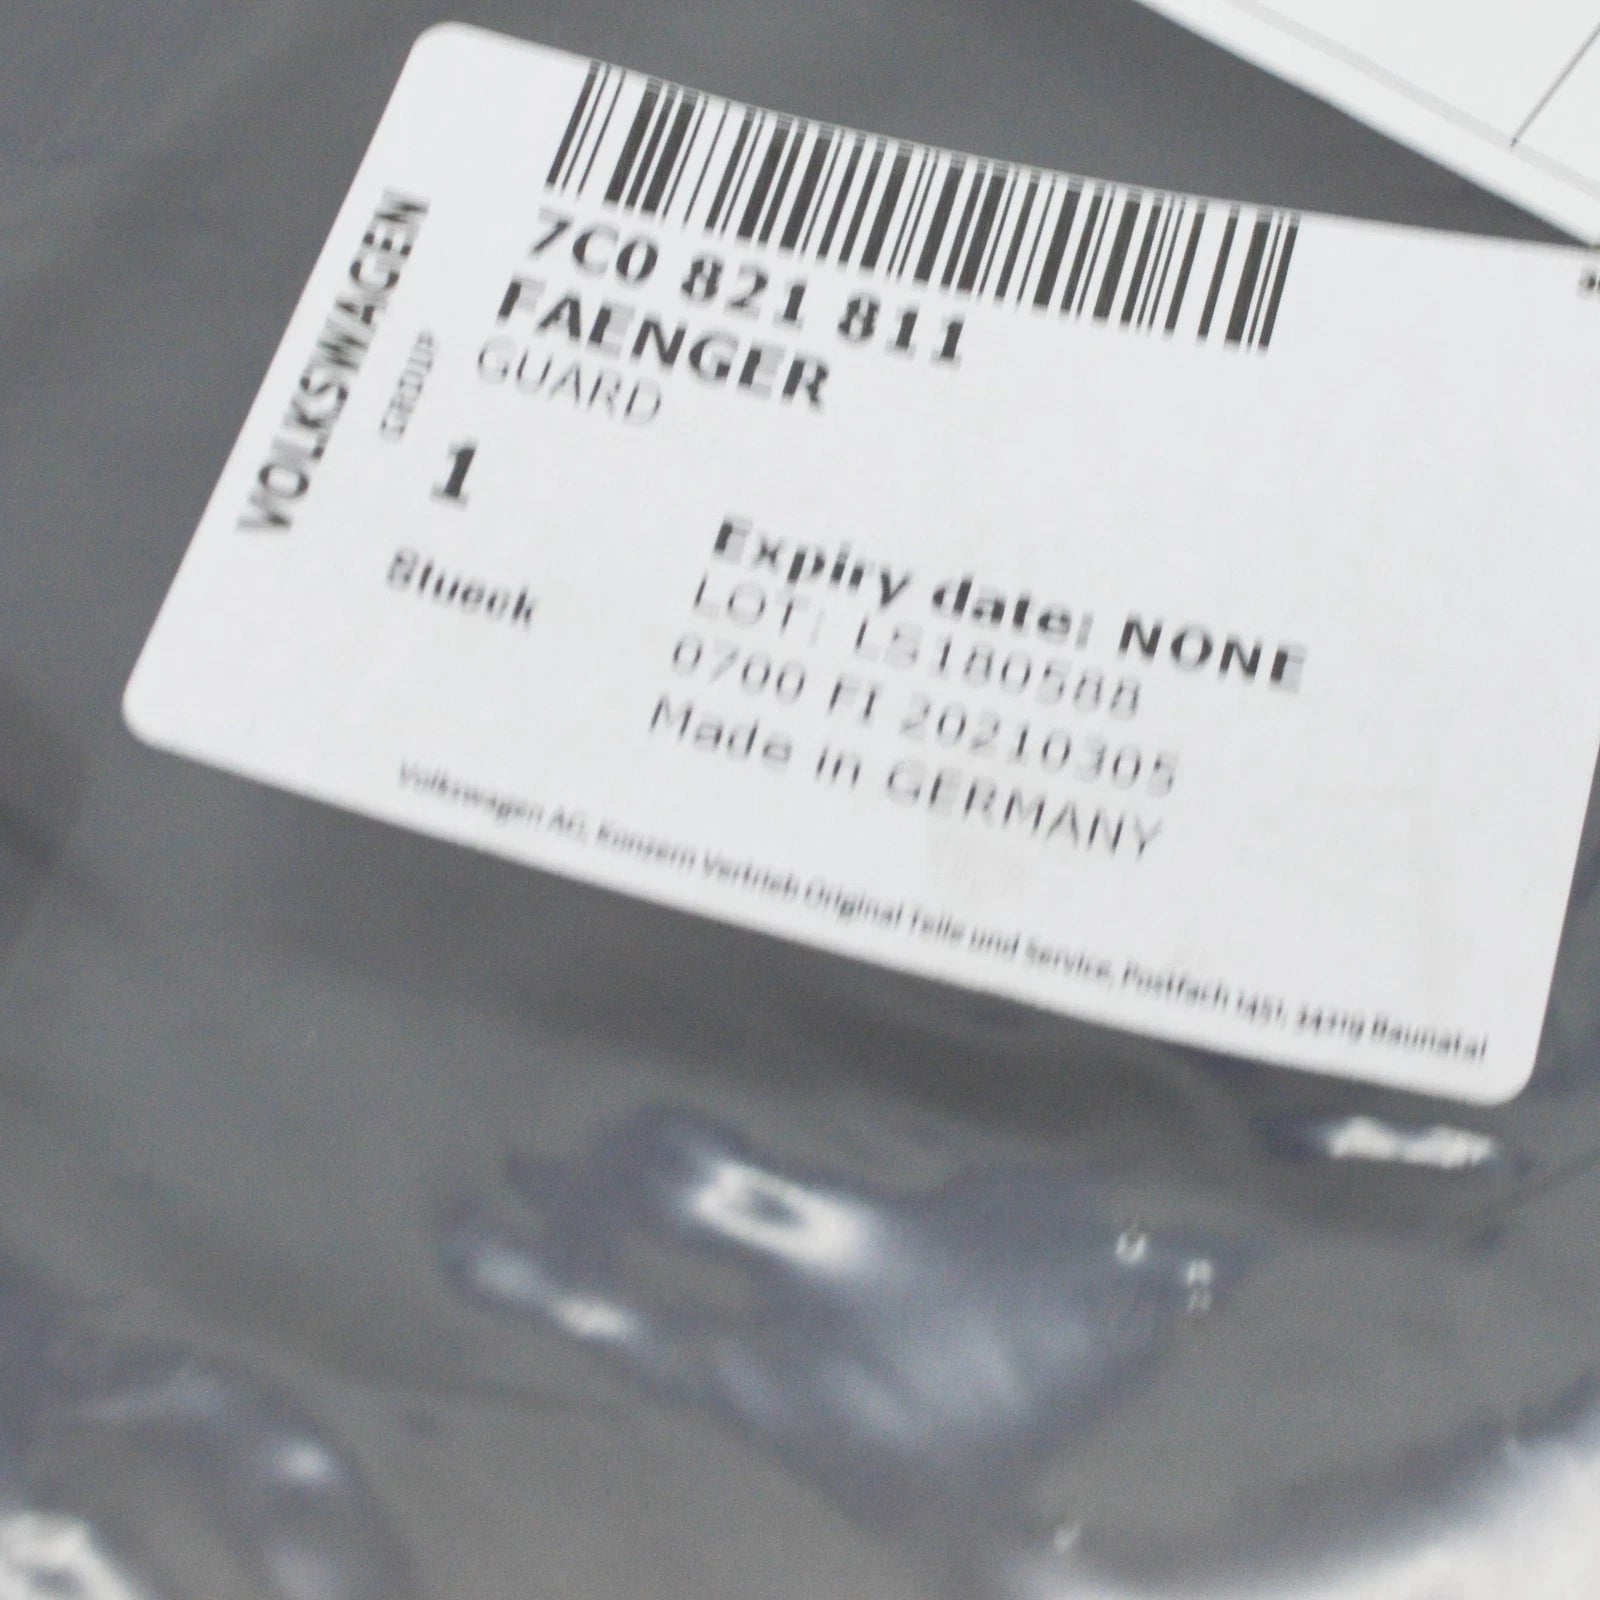 7C0 821 811
FAENGER
GUARD
VOLKSWAGEN
1
Stueck
Expiry date: NONE
LOT: LS180588
0700 FI 20210305
Made in GERMANY
Volkswagen AG, Konzern Vertrieb Original Teile und Service, Postfach 1451, 34219 Baunatal